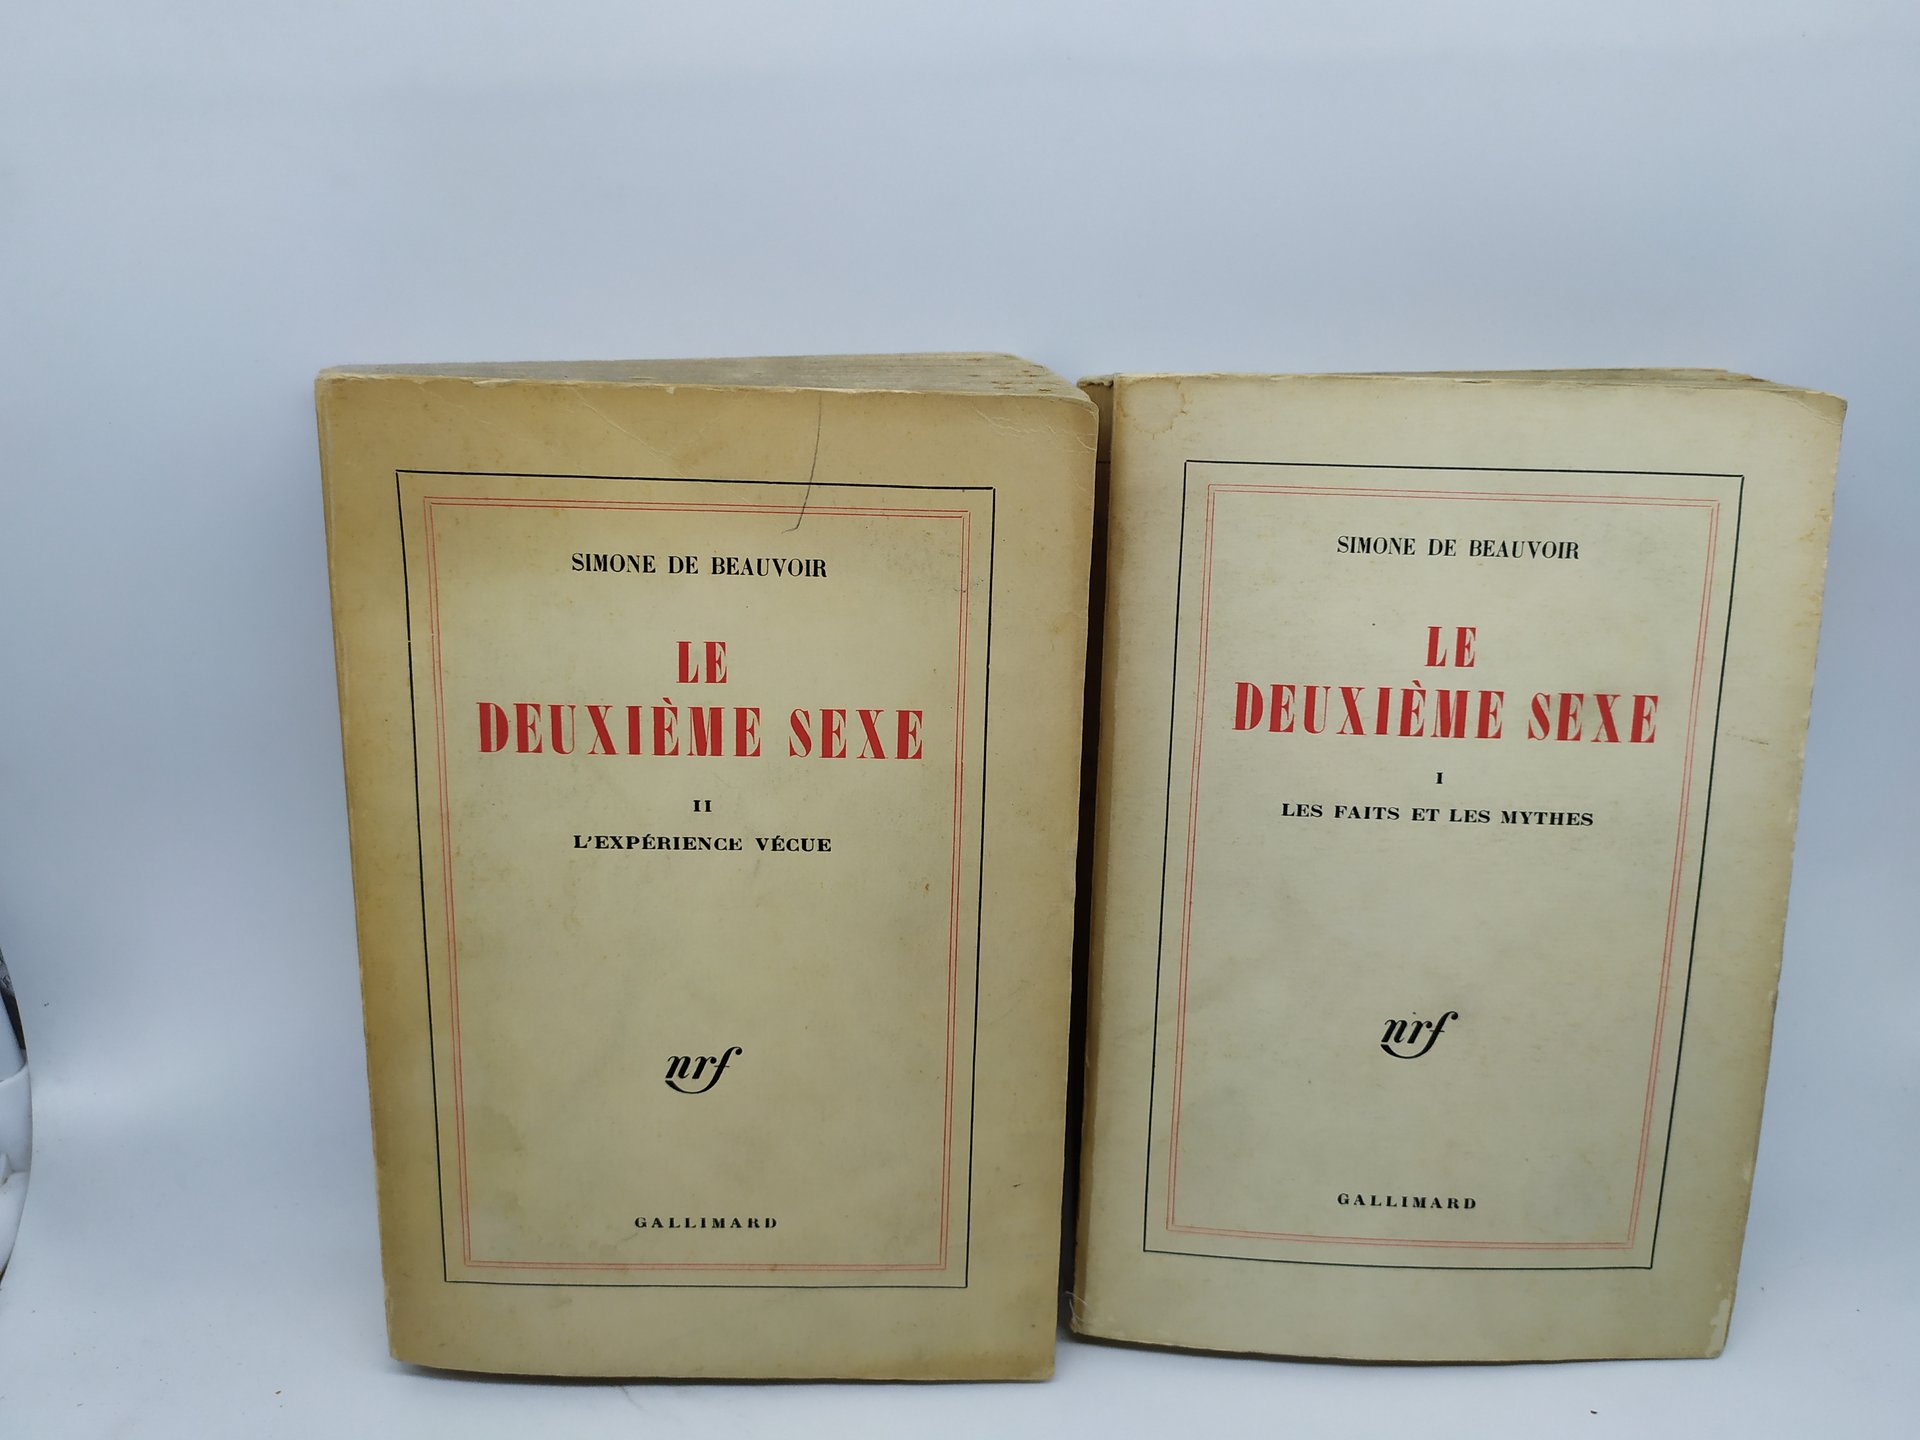 SIMONE DE BEAUVOIR
LE
DEUXIÈME SEXE
II
L'EXPÉRIENCE VÉCUE
nrf
GALLIMARD
SIMONE DE BEAUVOIR
LE
DEUXIÈME SEXE
I
LES FAITS ET LES MYTHES
nrf
GALLIMARD